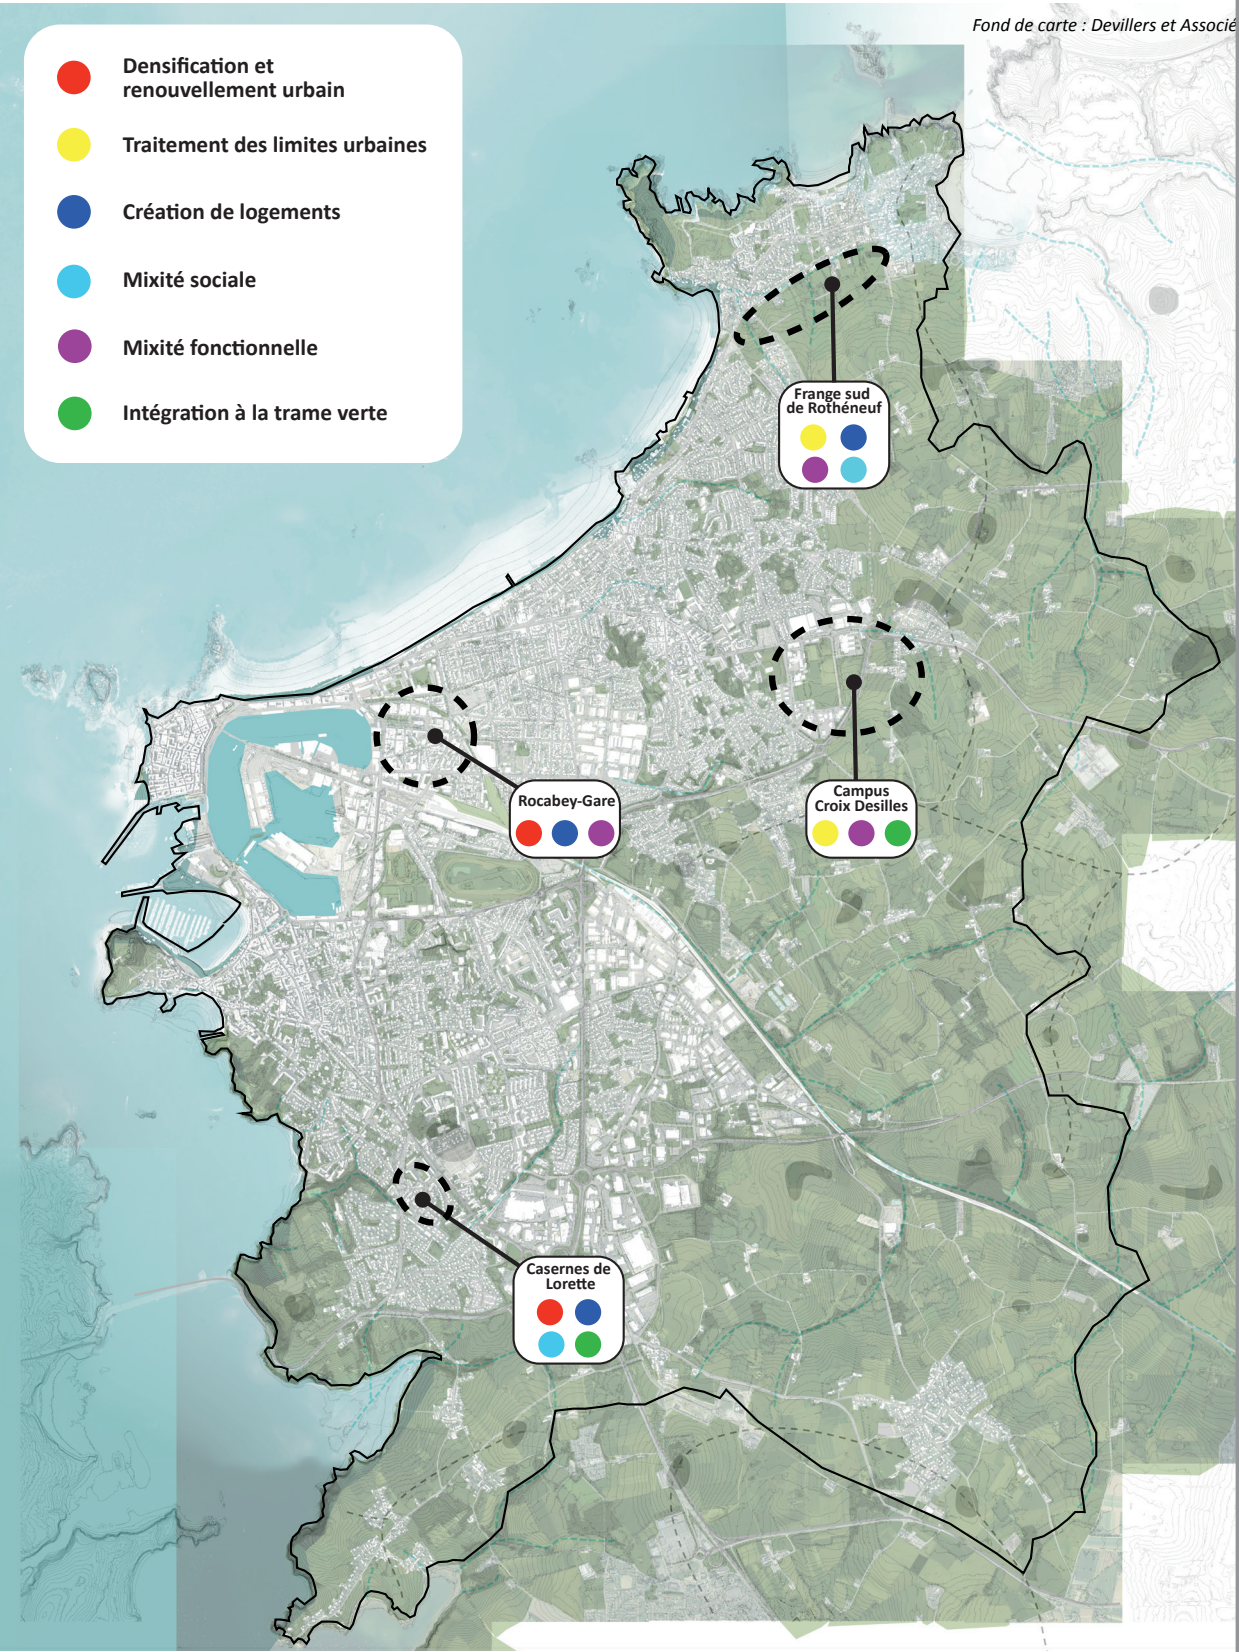 Fond de carte : Devillers et Associé
Densification et
renouvellement urbain
Traitement des limites urbaines
Création de logements
Mixité sociale
Mixité fonctionnelle
Intégration à la trame verte
Frange sud
de Rothéneuf
Rocabey-Gare
Campus
Croix Desilles
Casernes de
Lorette